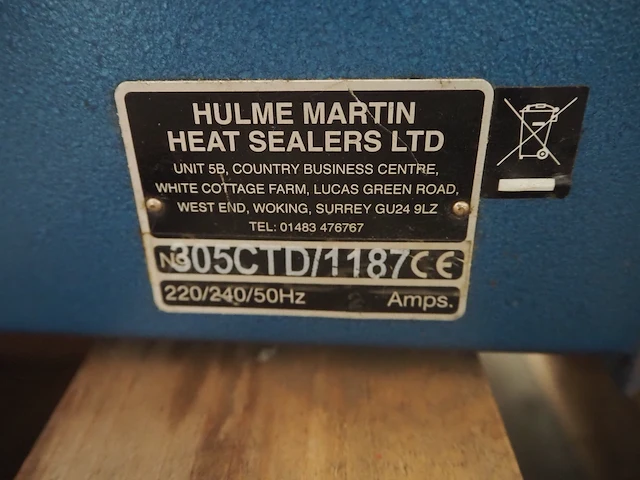 HULME MARTIN
HEAT SEALERS LTD
UNIT 5B, COUNTRY BUSINESS CENTRE,
WHITE COTTAGE FARM, LUCAS GREEN ROAD,
WEST END, WOKING, SURREY GU24 9LZ
TEL: 01483 476767
No 305CTD/1187 CE
220/240/50Hz 2 Amps.